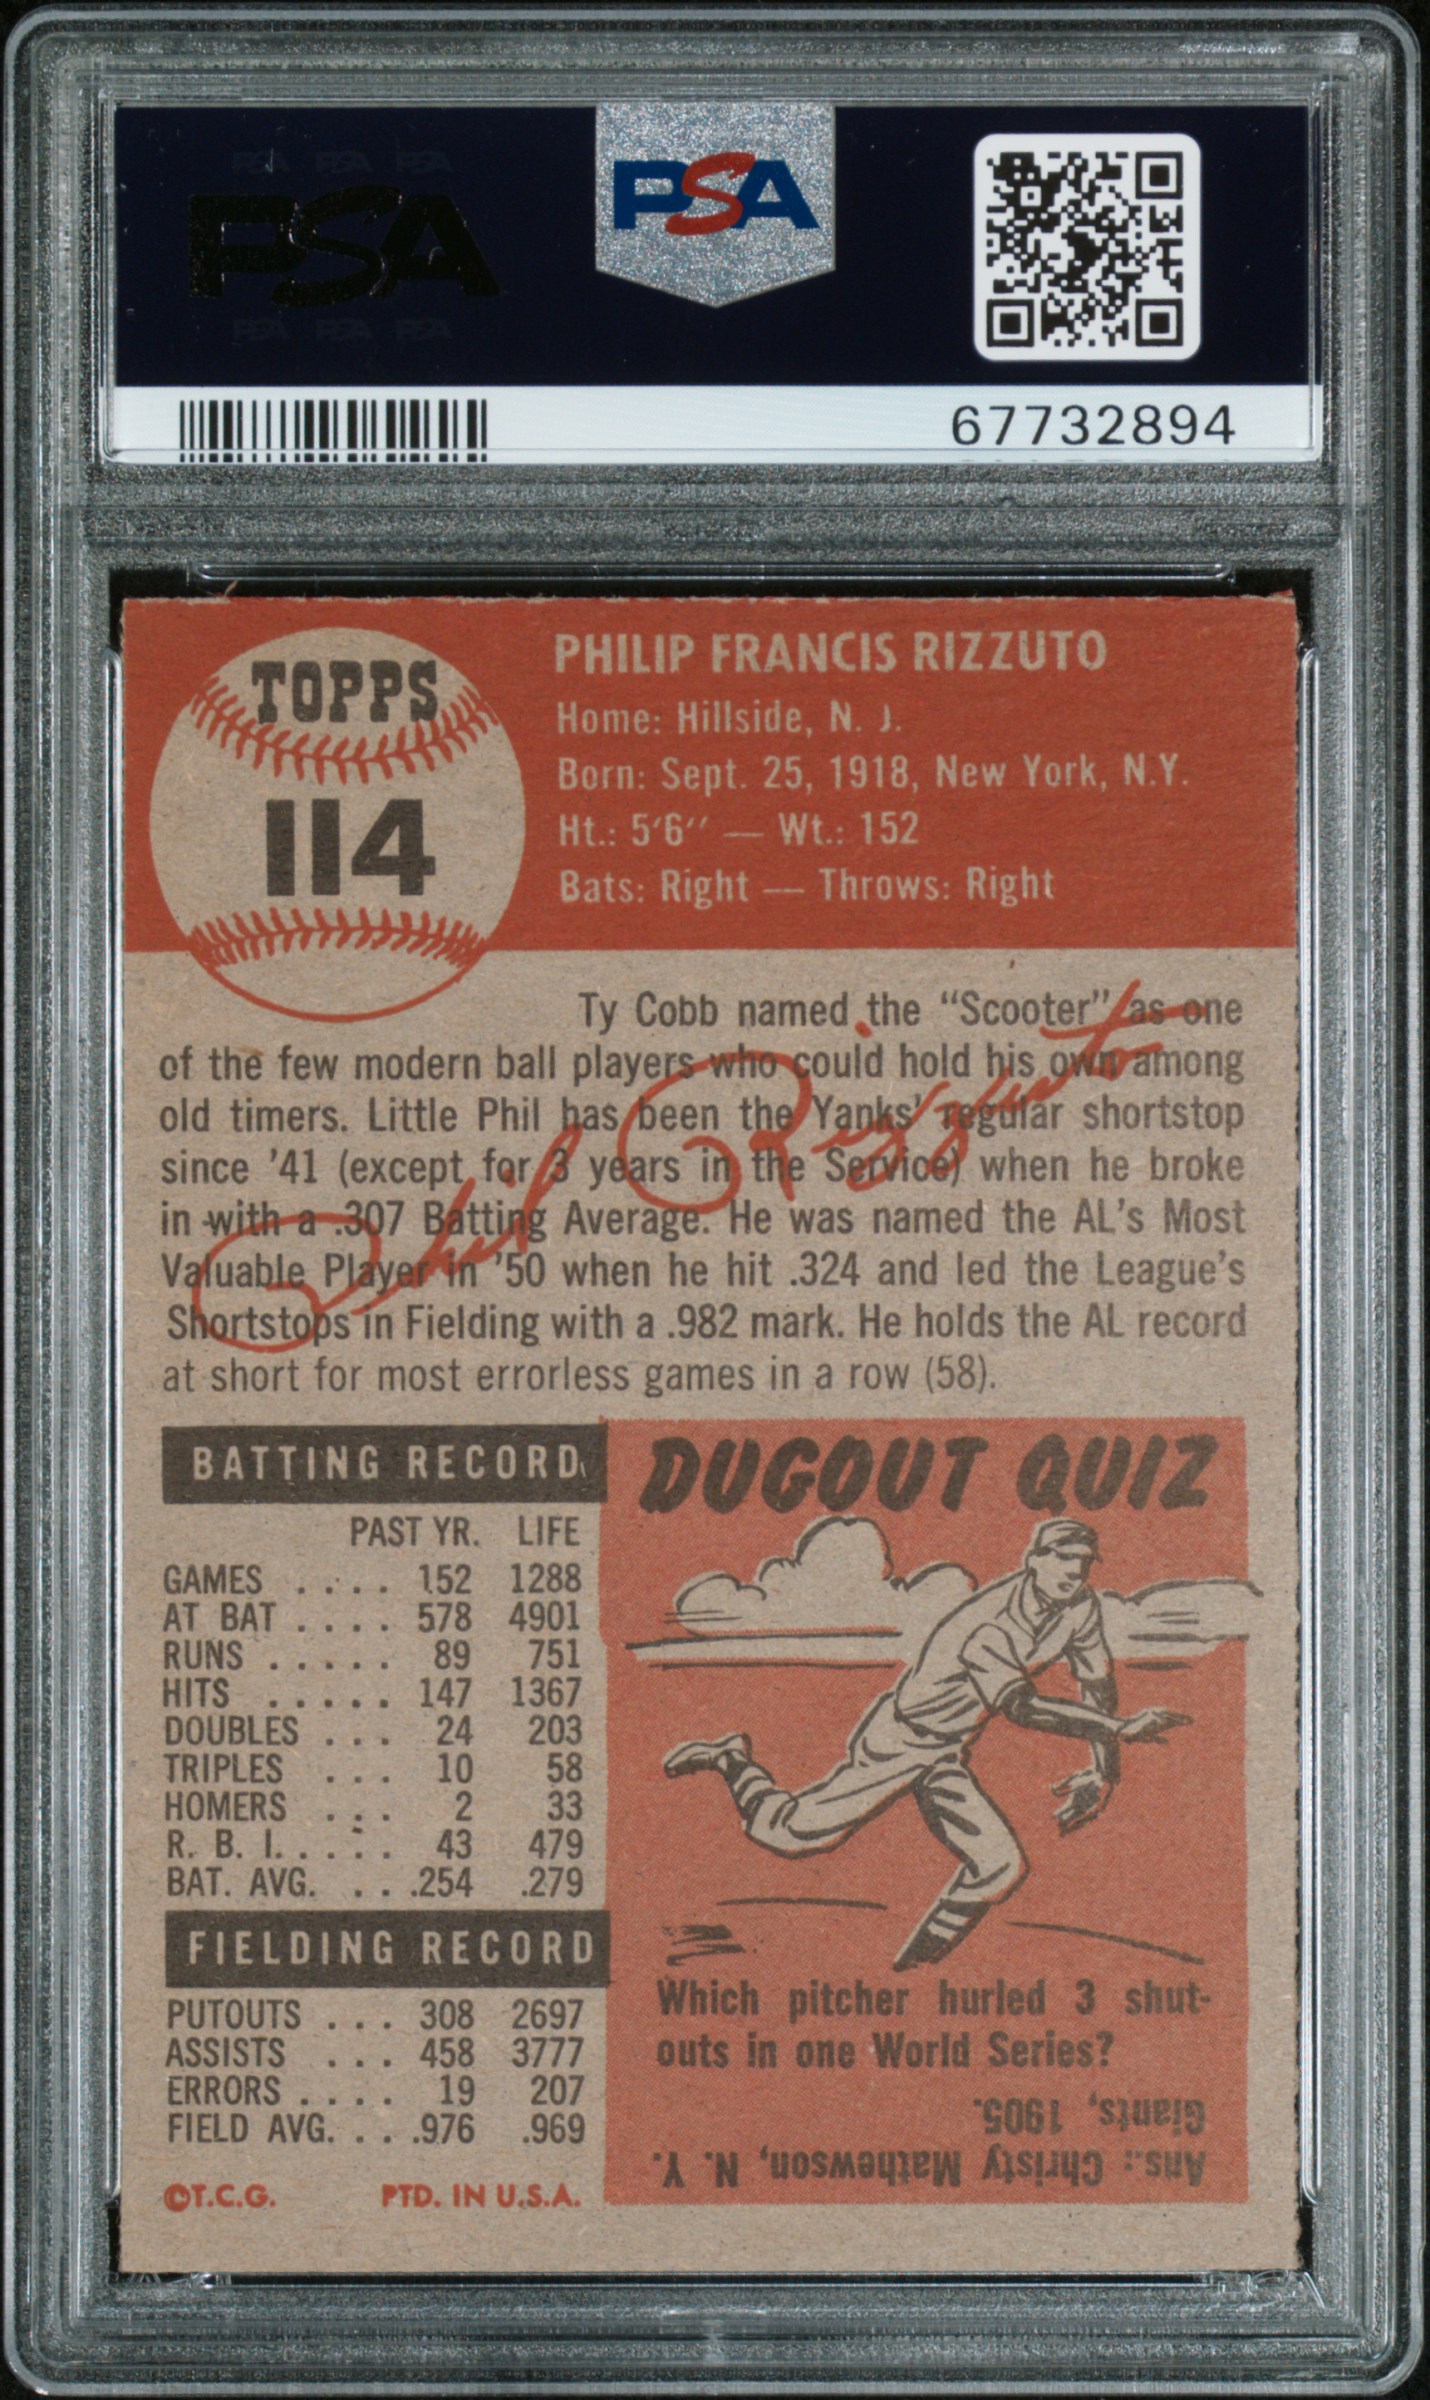 PSA PSA PSA
PSA
PSA PSA PSA
PSA
67732894
TOPPS
114
PHILIP FRANCIS RIZZUTO
Home: Hillside, N. J.
Born: Sept. 25, 1918, New York, N.Y.
Ht.: 5'6'' — Wt.: 152
Bats: Right — Throws: Right
Ty Cobb named the "Scooter" as one
of the few modern ball players who could hold his own among
old timers. Little Phil has been the Yanks' regular shortstop
since '41 (except for 3 years in the Service) when he broke
in with a .307 Batting Average. He was named the AL's Most
Valuable Player in '50 when he hit .324 and led the League's
Shortstops in Fielding with a .982 mark. He holds the AL record
at short for most errorless games in a row (58).
Phil Rizzuto
BATTING RECORD
PAST YR. LIFE
GAMES .... 152 1288
AT BAT .... 578 4901
RUNS ..... 89 751
HITS ..... 147 1367
DOUBLES ... 24 203
TRIPLES ... 10 58
HOMERS ... 2 33
R. B. I. .... 43 479
BAT. AVG. ... .254 .279
FIELDING RECORD
PUTOUTS ... 308 2697
ASSISTS ... 458 3777
ERRORS .... 19 207
FIELD AVG. ... .976 .969
©T.C.G. PTD. IN U.S.A.
DUGOUT QUIZ
Which pitcher hurled 3 shut-
outs in one World Series?
Ans.: Christy Mathewson, N. Y.
Giants, 1905.